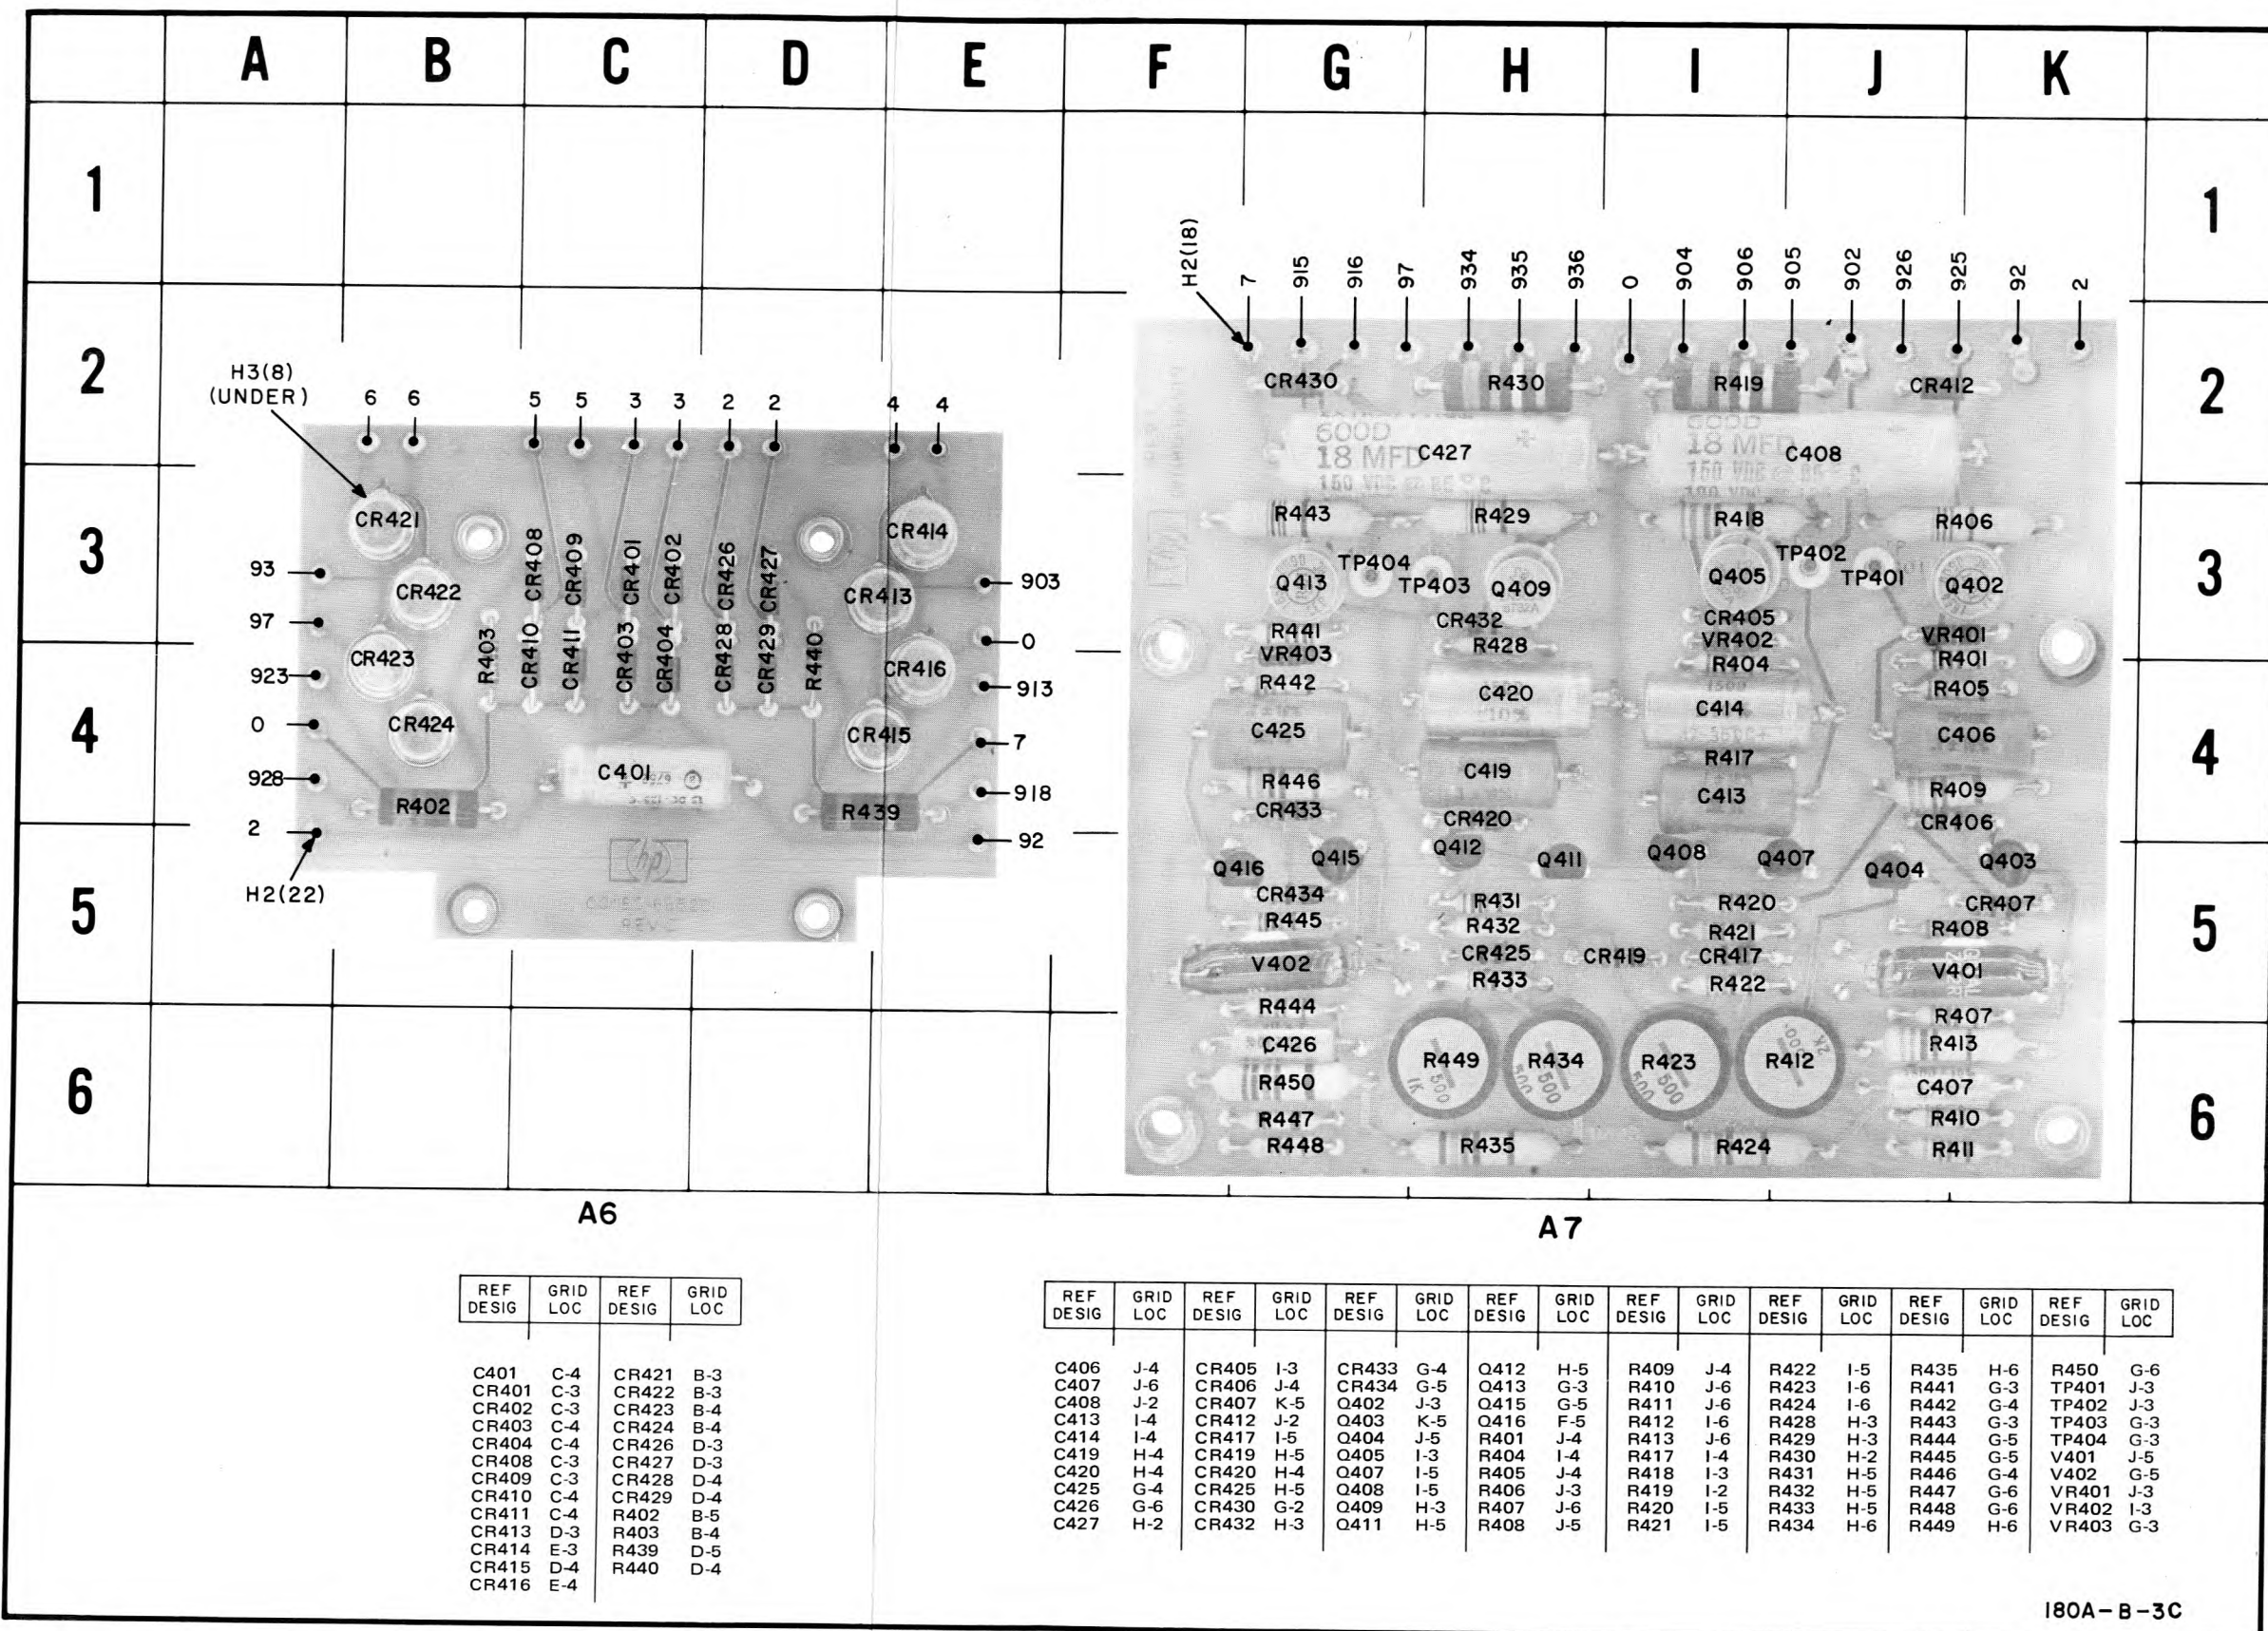 A B C D E F G H I J K
1 1
H2(18) 7 915 916 97 934 935 936 0 904 906 905 902 926 925 92 2
2 2
H3(8)
(UNDER)
6 6 5 5 3 3 2 2 4 4
CR430 R430 R419 CR412
600D 600D
18 MFD C427 18 MFD C408
150 VDC
3 3
CR421 CR414
CR408 CR409 CR401 CR402 CR426 CR427
93 903
CR422 CR413
97 0
R403 CR410 CR411 CR403 CR404 CR428 CR429 R440
CR423 CR416
923 913
R443 R429 R418 R406
TP404 TP402
Q413 TP403 Q409 Q405 TP401 Q402
CR432 CR405
R441 R428 VR402 VR401
VR403 R404 R401
R442 C420 C414 R405
4 4
0 CR424 CR415 7
928 C401 918
R402 R439
2 92
H2(22)
hp
C425 C419 R417 C406
R446 C413 R409
CR433 CR420 CR406
Q416 Q415 Q412 Q411 Q408 Q407 Q404 Q403
5 5
CR434 R431 R420 CR407
R445 R432 R421 R408
V402 CR425 CR419 CR417 V401
R433 R422
R444 R407
6 6
C426 R449 R434 R423 R412 R413
R450 1K 500 500 500 500 500 2K C407
R447 R410
R448 R435 R424 R411
A6 A7
REF DESIG GRID LOC REF DESIG GRID LOC
C401 C-4 CR421 B-3
CR401 C-3 CR422 B-3
CR402 C-3 CR423 B-4
CR403 C-4 CR424 B-4
CR404 C-4 CR426 D-3
CR408 C-3 CR427 D-3
CR409 C-3 CR428 D-4
CR410 C-4 CR429 D-4
CR411 C-4 R402 B-5
CR413 D-3 R403 B-4
CR414 E-3 R439 D-5
CR415 D-4 R440 D-4
CR416 E-4
REF DESIG GRID LOC REF DESIG GRID LOC REF DESIG GRID LOC REF DESIG GRID LOC REF DESIG GRID LOC REF DESIG GRID LOC REF DESIG GRID LOC REF DESIG GRID LOC
C406 J-4 CR405 I-3 CR433 G-4 Q412 H-5 R409 J-4 R422 I-5 R435 H-6 R450 G-6
C407 J-6 CR406 J-4 CR434 G-5 Q413 G-3 R410 J-6 R423 I-6 R441 G-3 TP401 J-3
C408 J-2 CR407 K-5 Q402 J-3 Q415 G-5 R411 J-6 R424 I-6 R442 G-4 TP402 J-3
C413 I-4 CR412 J-2 Q403 K-5 Q416 F-5 R412 I-6 R428 H-3 R443 G-3 TP403 G-3
C414 I-4 CR417 I-5 Q404 J-5 R401 J-4 R413 J-6 R429 H-3 R444 G-5 TP404 G-3
C419 H-4 CR419 H-5 Q405 I-3 R404 I-4 R417 I-4 R430 H-2 R445 G-5 V401 J-5
C420 H-4 CR420 H-4 Q407 I-5 R405 J-4 R418 I-3 R431 H-5 R446 G-4 V402 G-5
C425 G-4 CR425 H-5 Q408 I-5 R406 J-3 R419 I-2 R432 H-5 R447 G-6 VR401 J-3
C426 G-6 CR430 G-2 Q409 H-3 R407 J-6 R420 I-5 R433 H-5 R448 G-6 VR402 I-3
C427 H-2 CR432 H-3 Q411 H-5 R408 J-5 R421 I-5 R434 H-6 R449 H-6 VR403 G-3
180A-B-3C